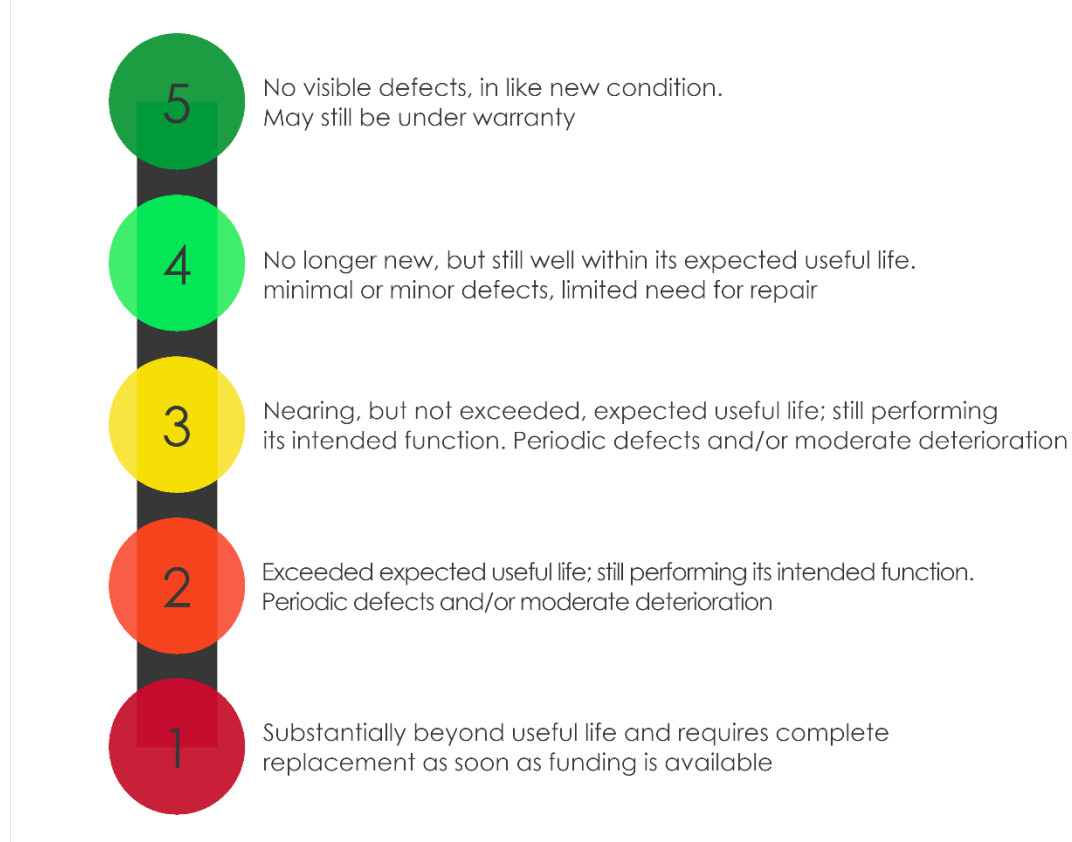 5
No visible defects, in like new condition.
May still be under warranty
4
No longer new, but still well within its expected useful life.
minimal or minor defects, limited need for repair
3
Nearing, but not exceeded, expected useful life; still performing
its intended function. Periodic defects and/or moderate deterioration
2
Exceeded expected useful life; still performing its intended function.
Periodic defects and/or moderate deterioration
1
Substantially beyond useful life and requires complete
replacement as soon as funding is available